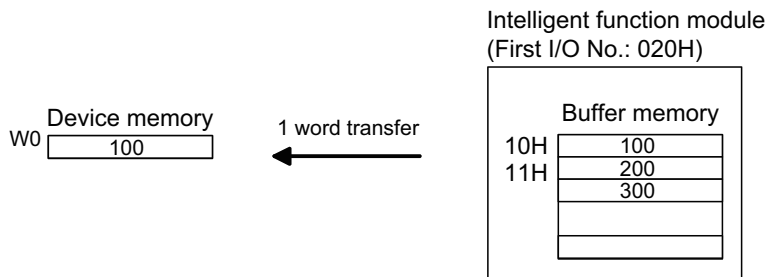 Intelligent function module
(First I/O No.: 020H)
Device memory
W0 100
1 word transfer
Buffer memory
10H 100
11H 200
300